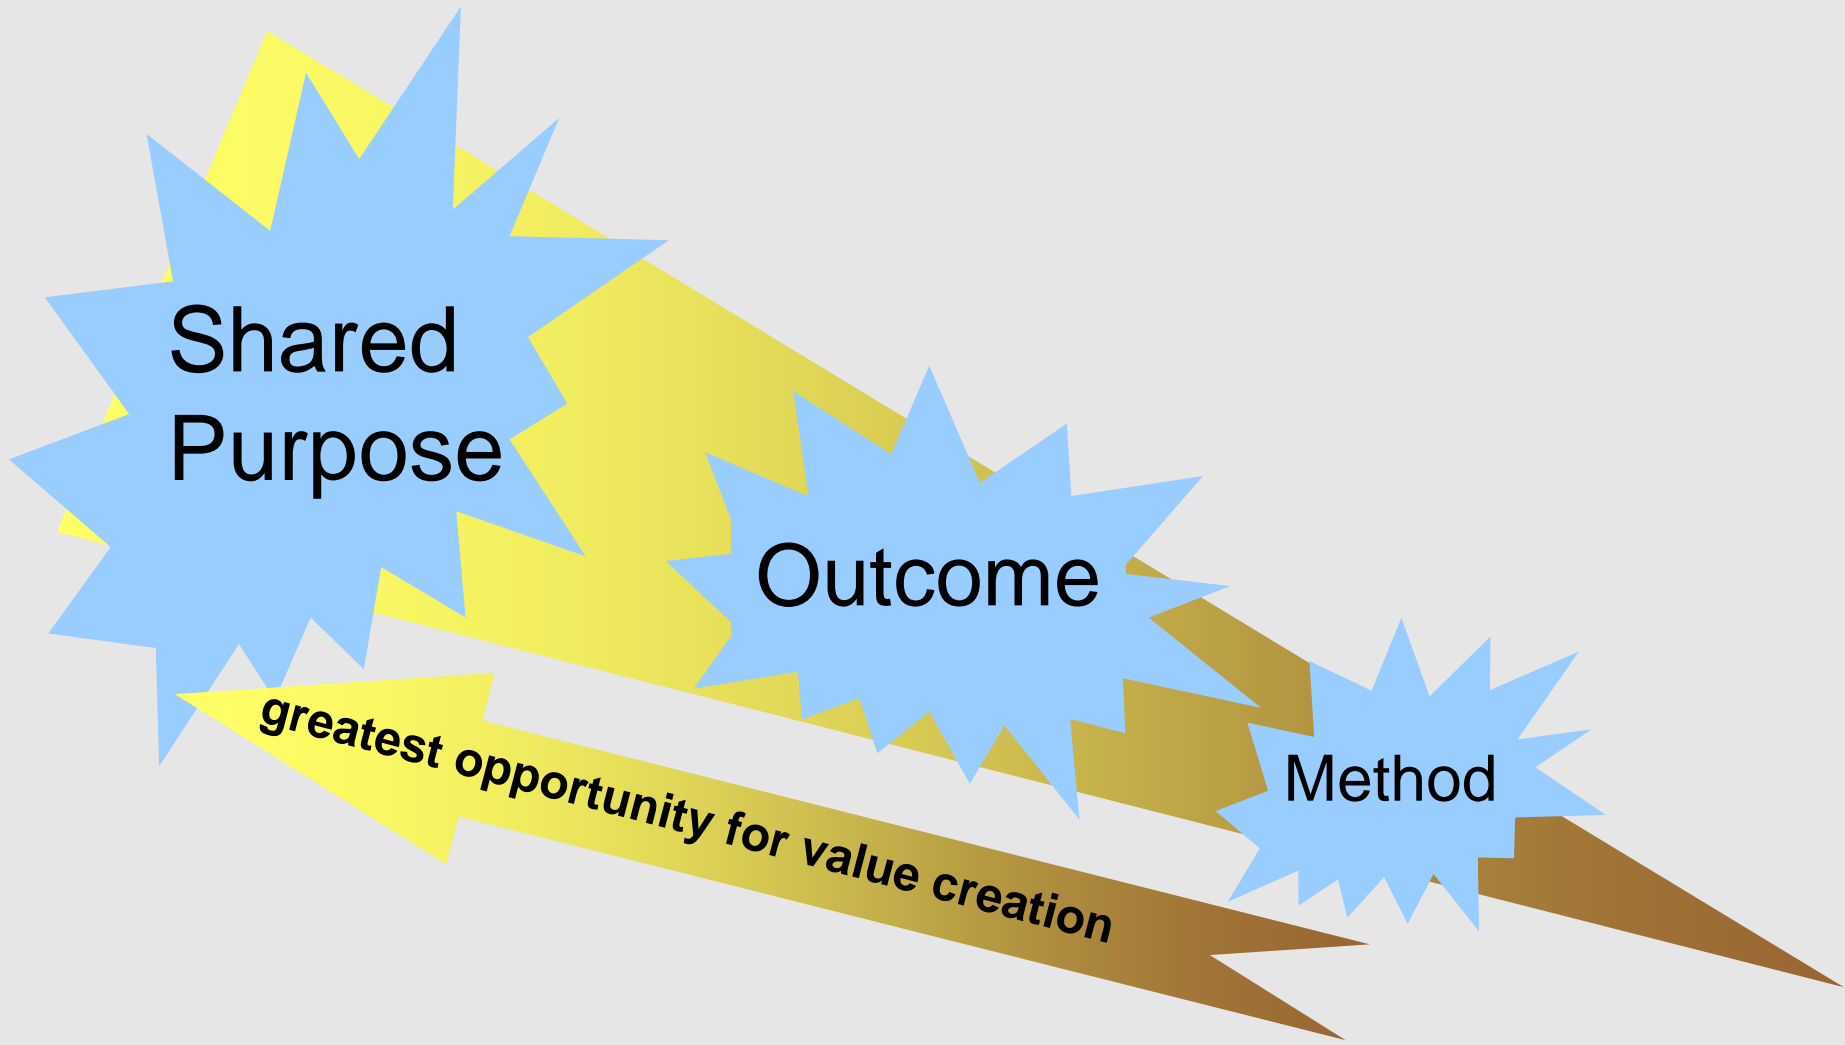 Shared
Purpose
Outcome
Method
greatest opportunity for value creation